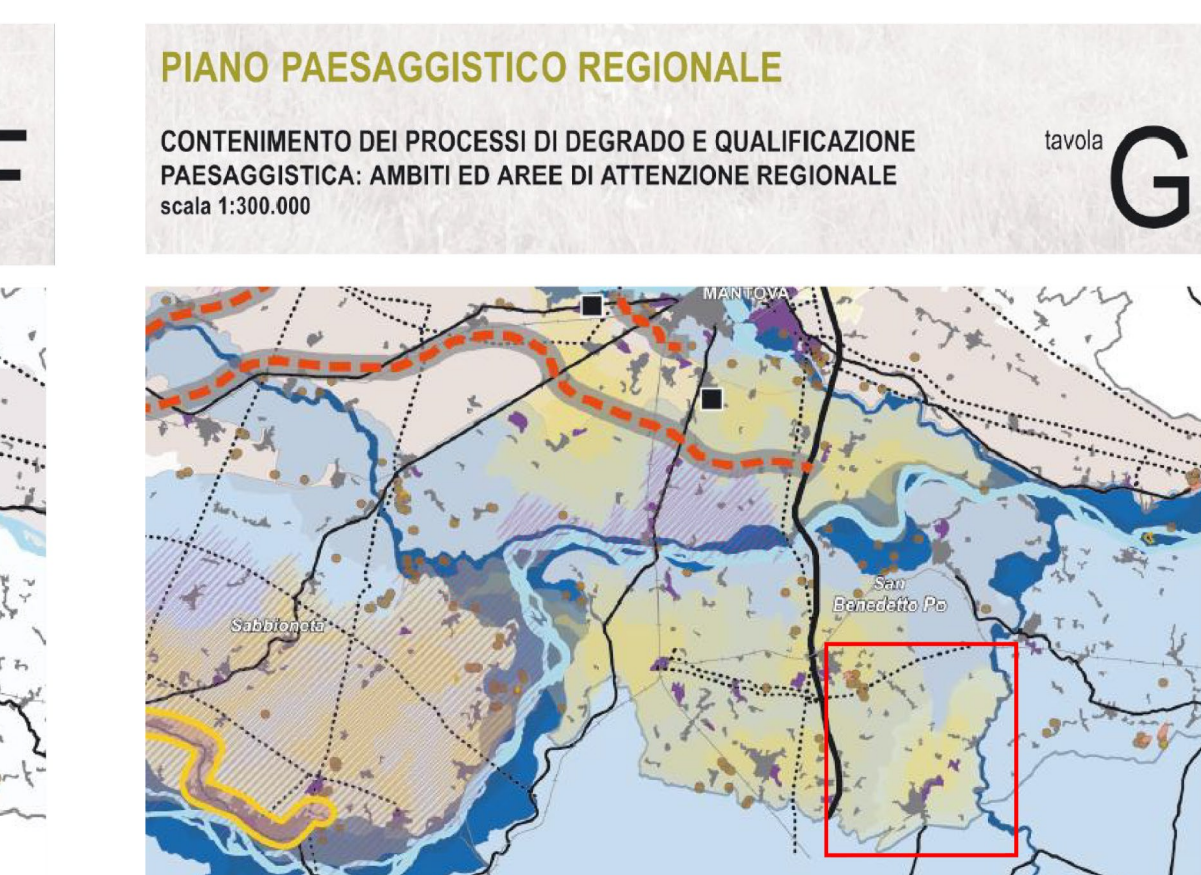 PIANO PAESAGGISTICO REGIONALE
CONTENIMENTO DEI PROCESSI DI DEGRADO E QUALIFICAZIONE
PAESAGGISTICA: AMBITI ED AREE DI ATTENZIONE REGIONALE
scala 1:300.000
tavola G
MANTOVA
San
Benedetto Po
Sabbioneta